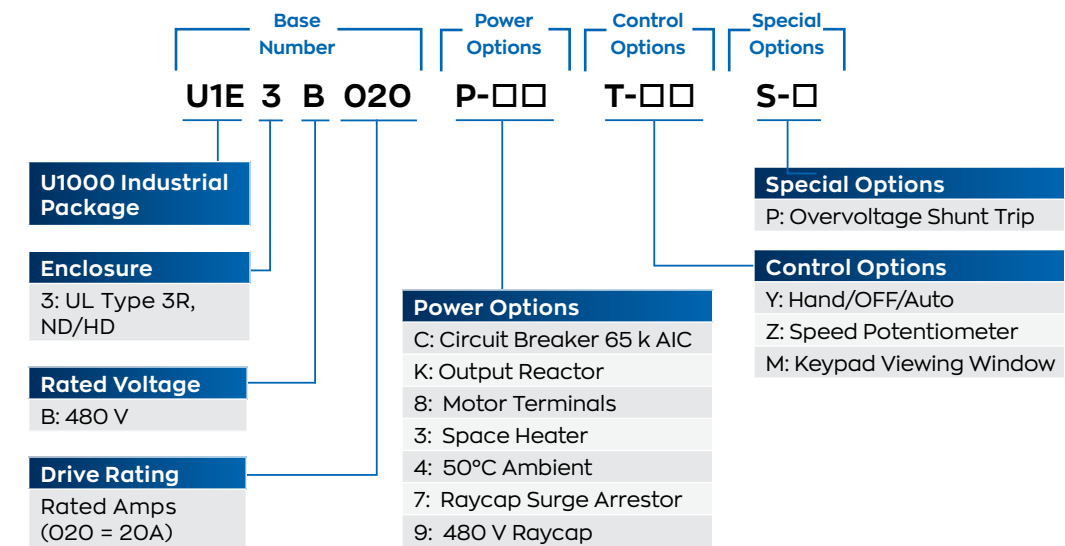 Base
Number
Power
Options
Control
Options
Special
Options
U1E 3 B 020 P-□□ T-□□ S-□
U1000 Industrial
Package
Enclosure
3: UL Type 3R,
ND/HD
Rated Voltage
B: 480 V
Drive Rating
Rated Amps
(020 = 20A)
Power Options
C: Circuit Breaker 65 k AIC
K: Output Reactor
8: Motor Terminals
3: Space Heater
4: 50°C Ambient
7: Raycap Surge Arrestor
9: 480 V Raycap
Special Options
P: Overvoltage Shunt Trip
Control Options
Y: Hand/OFF/Auto
Z: Speed Potentiometer
M: Keypad Viewing Window